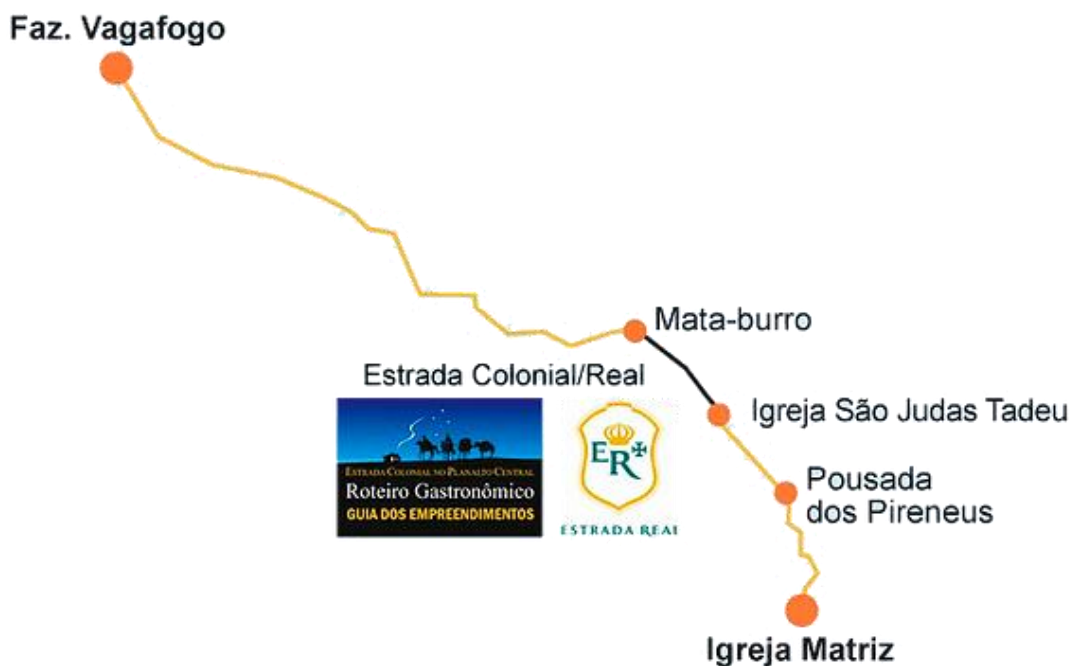 Faz. Vagafogo
Mata-burro
Estrada Colonial/Real
Igreja São Judas Tadeu
ESTRADA COLONIAL NO PLANALTO CENTRAL
Roteiro Gastronômico
GUIA DOS EMPREENDIMENTOS
ER
ESTRADA REAL
Pousada
dos Pireneus
Igreja Matriz